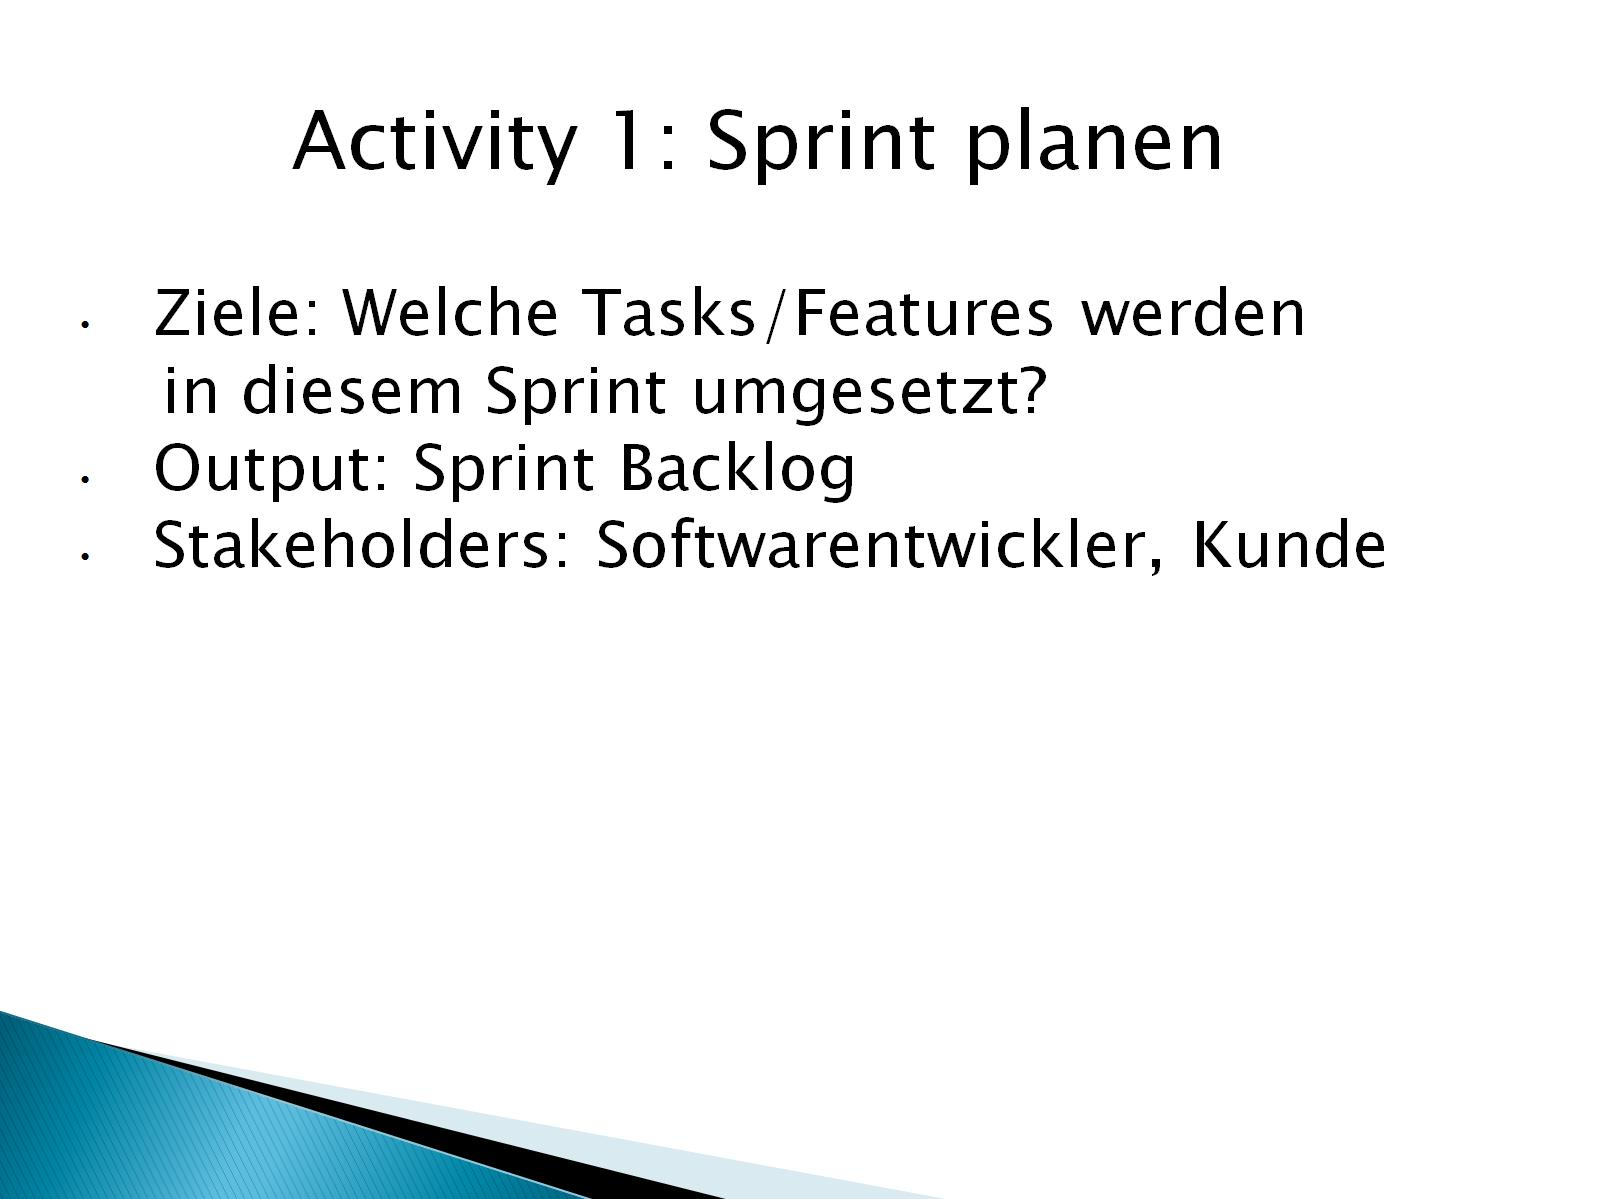 Activity 1: Sprint planen
• Ziele: Welche Tasks/Features werden
in diesem Sprint umgesetzt?
• Output: Sprint Backlog
• Stakeholders: Softwarentwickler, Kunde